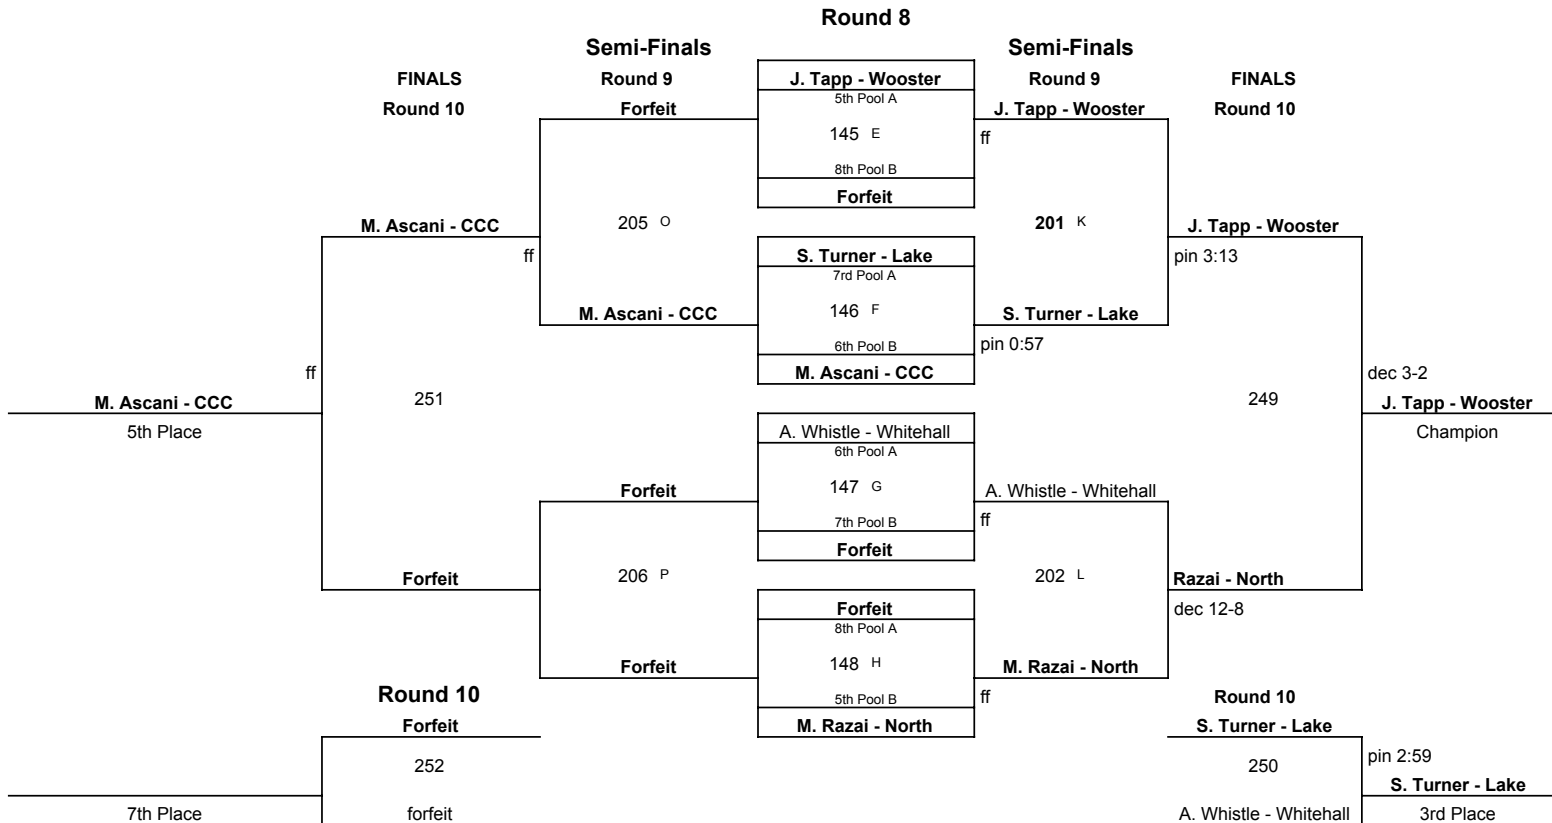 Round 8
Semi-Finals Semi-Finals
FINALS Round 9 J. Tapp - Wooster Round 9 FINALS
Round 10 Forfeit 5th Pool A J. Tapp - Wooster Round 10
145 E ff
8th Pool B
Forfeit
M. Ascani - CCC 205 O 201 K J. Tapp - Wooster
ff S. Turner - Lake pin 3:13
7rd Pool A
M. Ascani - CCC 146 F S. Turner - Lake
6th Pool B pin 0:57
ff M. Ascani - CCC dec 3-2
M. Ascani - CCC 251 249 J. Tapp - Wooster
5th Place A. Whistle - Whitehall Champion
6th Pool A
Forfeit 147 G A. Whistle - Whitehall
7th Pool B ff
Forfeit
Forfeit 206 P 202 L Razai - North
Forfeit dec 12-8
8th Pool A
Forfeit 148 H M. Razai - North
Round 10 5th Pool B ff Round 10
Forfeit M. Razai - North S. Turner - Lake
252 250 pin 2:59
S. Turner - Lake
7th Place forfeit A. Whistle - Whitehall 3rd Place